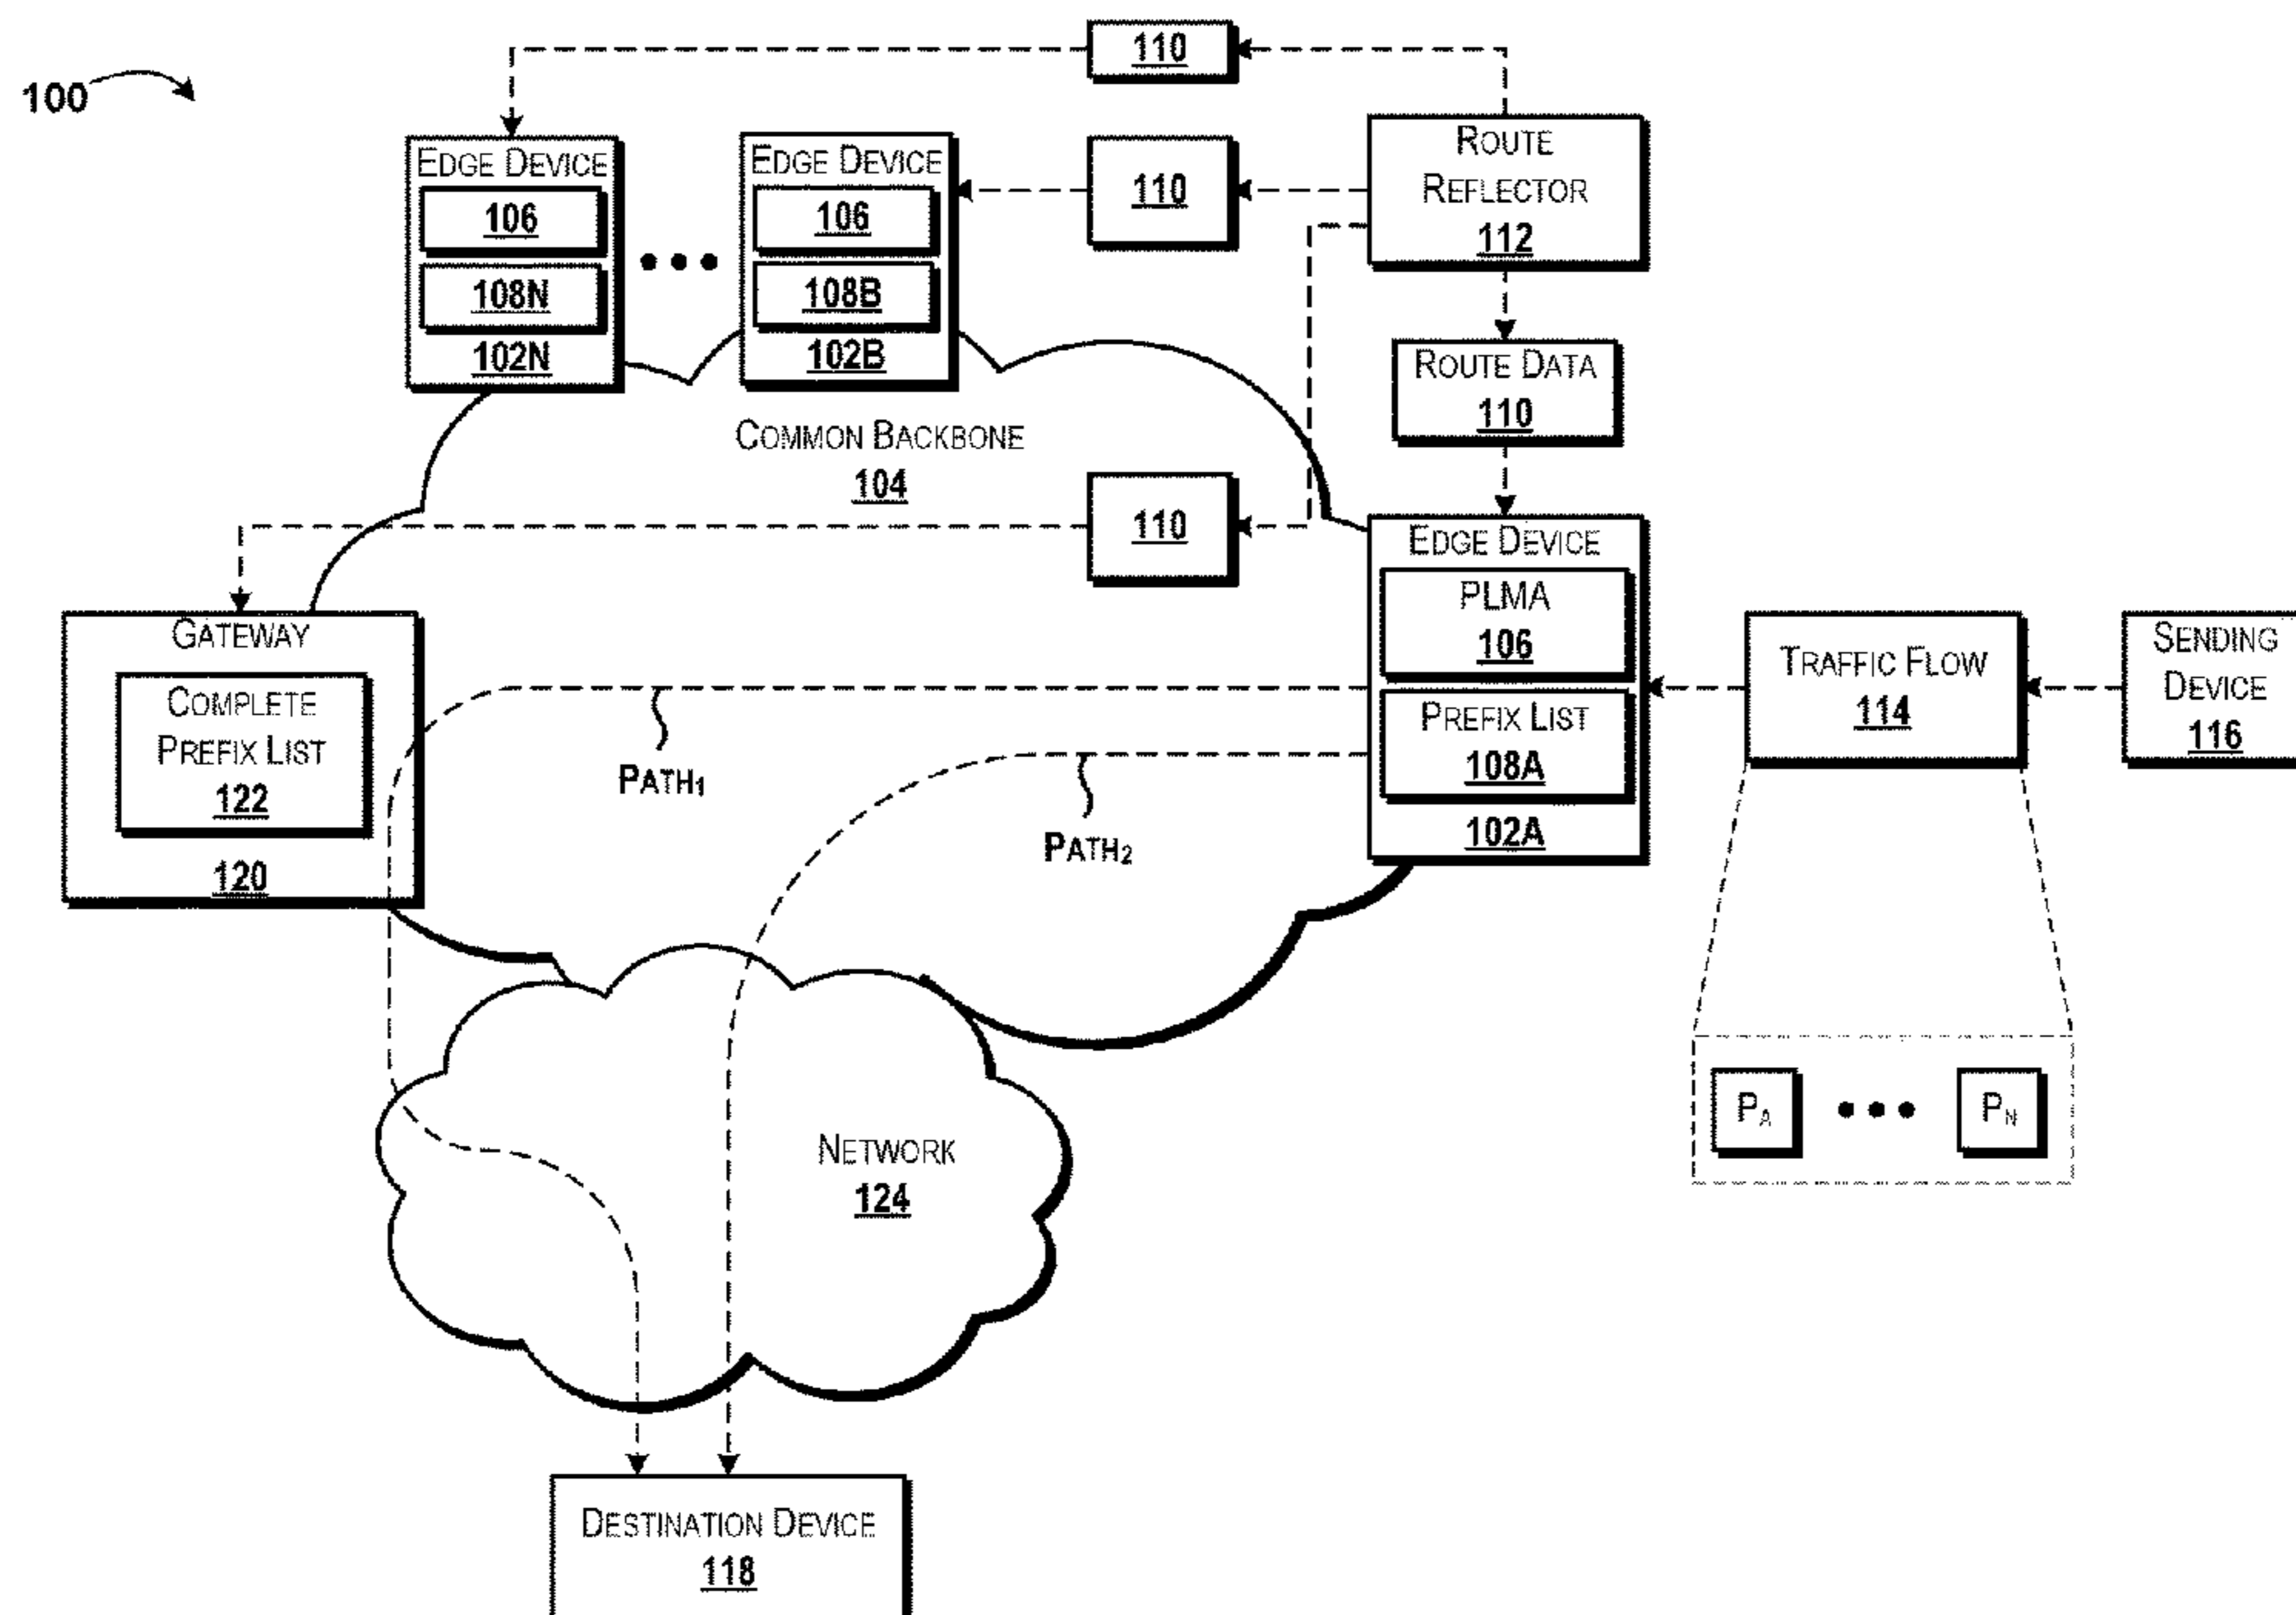 100
110
EDGE DEVICE
106
108N
102N
EDGE DEVICE
106
108B
102B
110
ROUTE
REFLECTOR
112
ROUTE DATA
110
COMMON BACKBONE
104
110
EDGE DEVICE
PLMA
106
PREFIX LIST
108A
102A
GATEWAY
COMPLETE
PREFIX LIST
122
120
PATH1
PATH2
TRAFFIC FLOW
114
SENDING
DEVICE
116
PA
PN
NETWORK
124
DESTINATION DEVICE
118